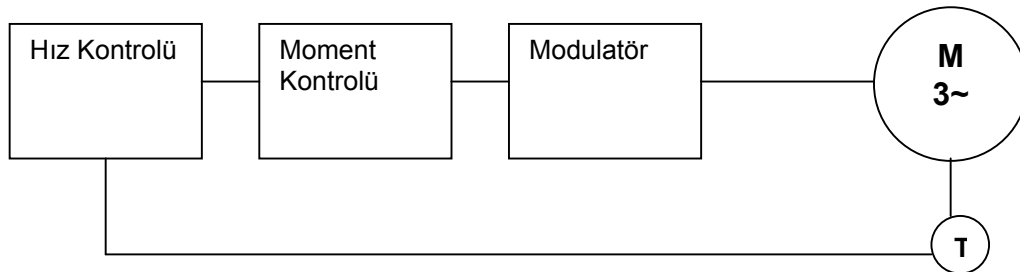 Hız Kontrolü
Moment
Kontrolü
Modulatör
M
3~
T